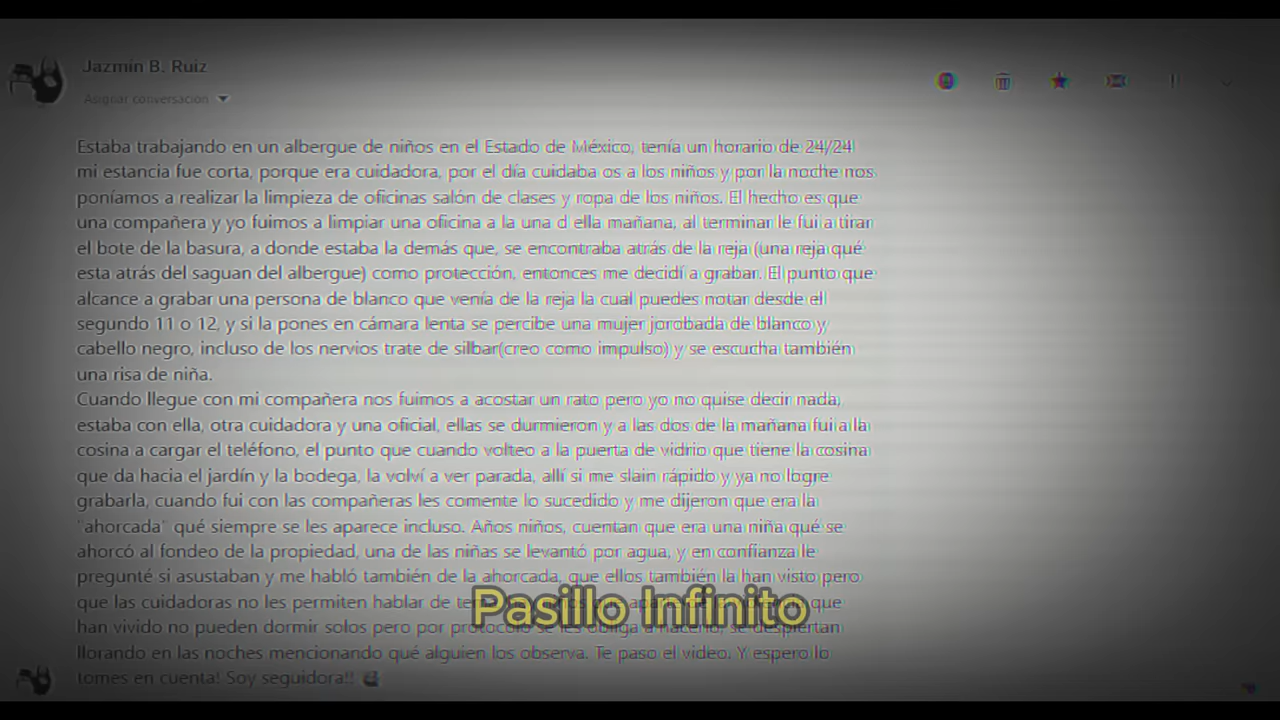 Jazmín B. Ruiz
Asignar conversación
Estaba trabajando en un albergue de niños en el Estado de México, tenía un horario de 24/24
mi estancia fue corta, porque era cuidadora, por el día cuidaba os a los niños y por la noche nos
poníamos a realizar la limpieza de oficinas salón de clases y ropa de los niños. El hecho es que
una compañera y yo fuimos a limpiar una oficina a la una d ella mañana, al terminar le fui a tirar
el bote de la basura, a donde estaba la demás que, se encontraba atrás de la reja (una reja qué
esta atrás del saguan del albergue) como protección, entonces me decidí a grabar. El punto que
alcance a grabar una persona de blanco que venía de la reja la cual puedes notar desde el
segundo 11 o 12, y si la pones en cámara lenta se percibe una mujer jorobada de blanco y
cabello negro, incluso de los nervios trate de silbar(creo como impulso) y se escucha también
una risa de niña.
Cuando llegue con mi compañera nos fuimos a acostar un rato pero yo no quise decir nada,
estaba con ella, otra cuidadora y una oficial, ellas se durmieron y a las dos de la mañana fui a la
cosina a cargar el teléfono, el punto que cuando volteo a la puerta de vidrio que tiene la cosina
que da hacia el jardín y la bodega, la volví a ver parada, allí si me slain rápido y ya no logre
grabarla, cuando fui con las compañeras les comente lo sucedido y me dijeron que era la
"ahorcada" qué siempre se les aparece incluso. Años niños, cuentan que era una niña qué se
ahorcó al fondeo de la propiedad, una de las niñas se levantó por agua, y en confianza le
pregunté si asustaban y me habló también de la ahorcada, que ellos también la han visto pero
que las cuidadoras no les permiten hablar de que
Pasillo Infinito
han vivido no pueden dormir solos pero por protocolo se les obliga a hacerlo, se despiertan
llorando en las noches mencionando qué alguien los observa. Te paso el video. Y espero lo
tomes en cuenta! Soy seguidora!!